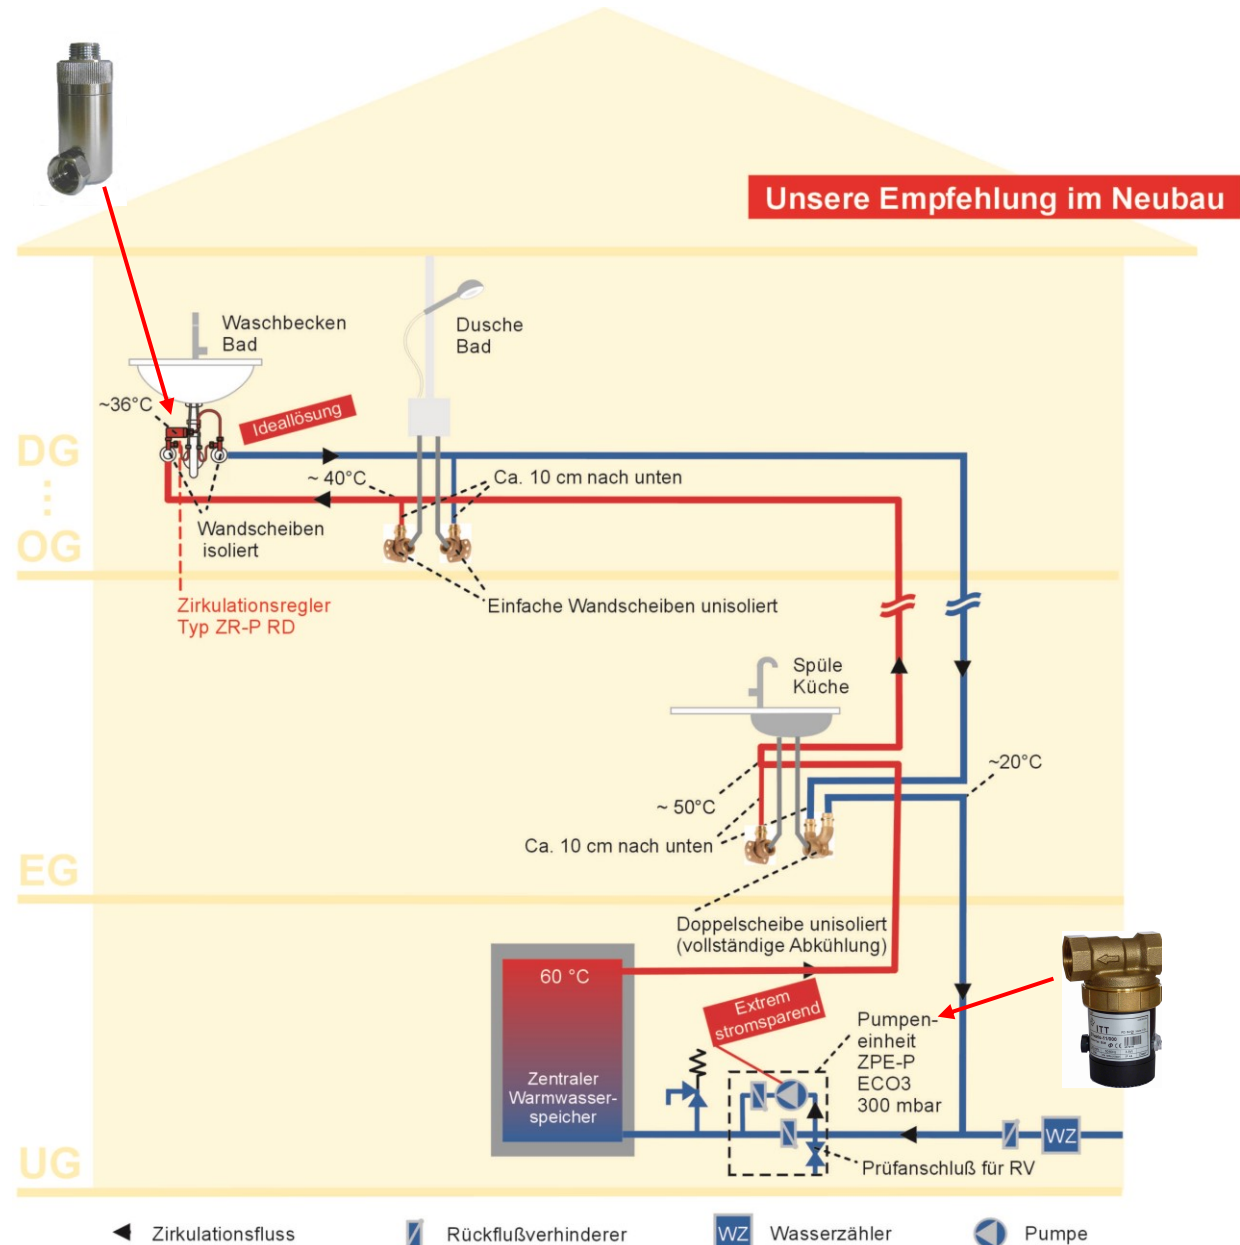 Unsere Empfehlung im Neubau
Waschbecken
Bad
Dusche
Bad
~36°C
Ideallösung
DG
~ 40°C
Ca. 10 cm nach unten
Wandscheiben
isoliert
OG
Zirkulationsregler
Typ ZR-P RD
Einfache Wandscheiben unisoliert
Spüle
Küche
~20°C
~ 50°C
Ca. 10 cm nach unten
EG
Doppelscheibe unisoliert
(vollständige Abkühlung)
60 °C
Extrem
stromsparend
Pumpen-
einheit
ZPE-P
ECO3
300 mbar
ITT
Zentraler
Warmwasser-
speicher
WZ
Prüfanschluß für RV
UG
Zirkulationsfluss
Rückflußverhinderer
WZ
Wasserzähler
Pumpe